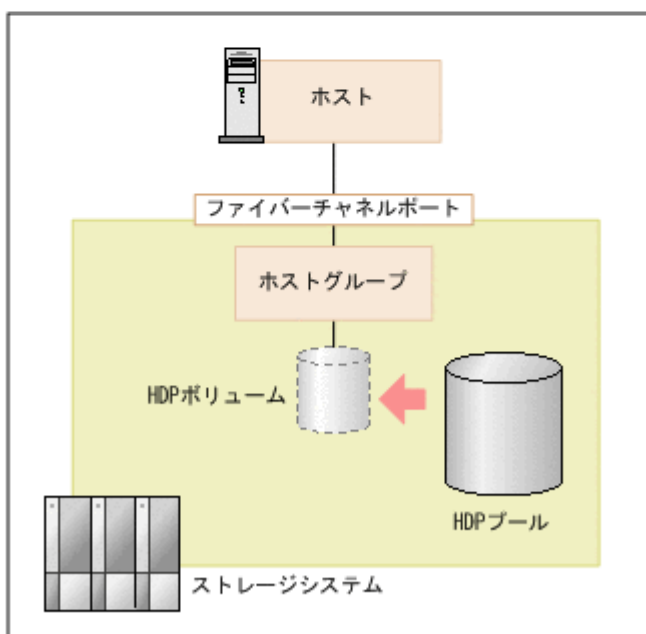 ホスト
ファイバーチャネルポート
ホストグループ
HDPボリューム
HDPプール
ストレージシステム